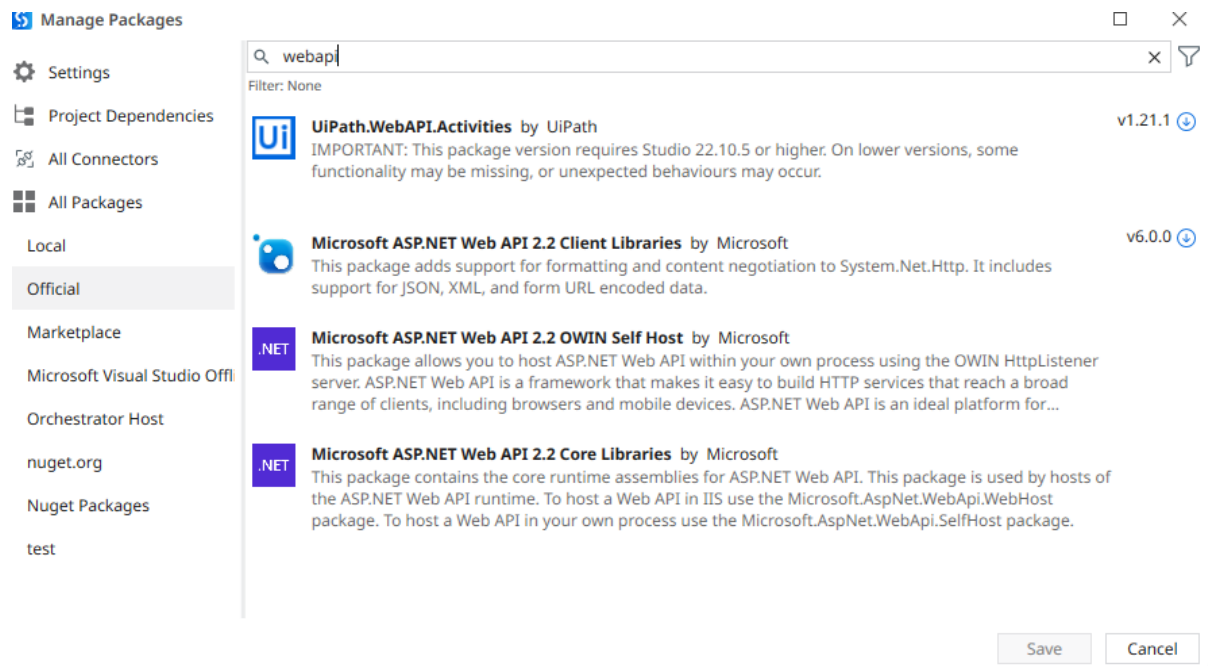 Manage Packages
Settings
Project Dependencies
All Connectors
All Packages
Local
Official
Marketplace
Microsoft Visual Studio Offli
Orchestrator Host
nuget.org
Nuget Packages
test
webapi
Filter: None
Ui
UiPath.WebAPI.Activities by UiPath
v1.21.1
IMPORTANT: This package version requires Studio 22.10.5 or higher. On lower versions, some
functionality may be missing, or unexpected behaviours may occur.
Microsoft ASP.NET Web API 2.2 Client Libraries by Microsoft
v6.0.0
This package adds support for formatting and content negotiation to System.Net.Http. It includes
support for JSON, XML, and form URL encoded data.
.NET
Microsoft ASP.NET Web API 2.2 OWIN Self Host by Microsoft
This package allows you to host ASP.NET Web API within your own process using the OWIN HttpListener
server. ASP.NET Web API is a framework that makes it easy to build HTTP services that reach a broad
range of clients, including browsers and mobile devices. ASP.NET Web API is an ideal platform for...
.NET
Microsoft ASP.NET Web API 2.2 Core Libraries by Microsoft
This package contains the core runtime assemblies for ASP.NET Web API. This package is used by hosts of
the ASP.NET Web API runtime. To host a Web API in IIS use the Microsoft.AspNet.WebApi.WebHost
package. To host a Web API in your own process use the Microsoft.AspNet.WebApi.SelfHost package.
Save
Cancel